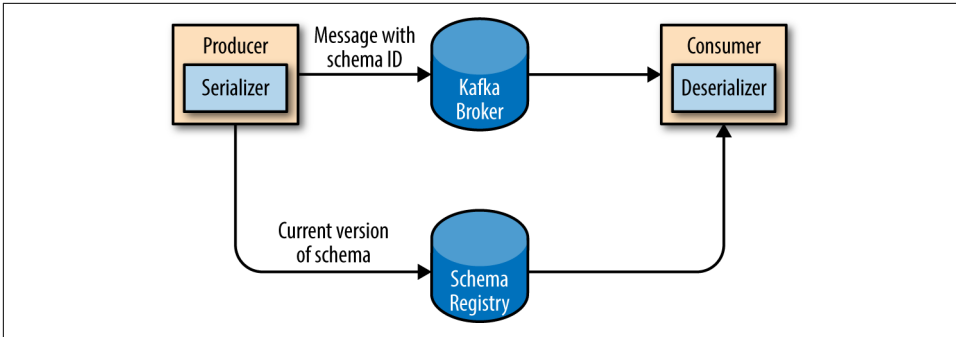 Producer
Serializer
Message with
schema ID
Kafka
Broker
Consumer
Deserializer
Current version
of schema
Schema
Registry